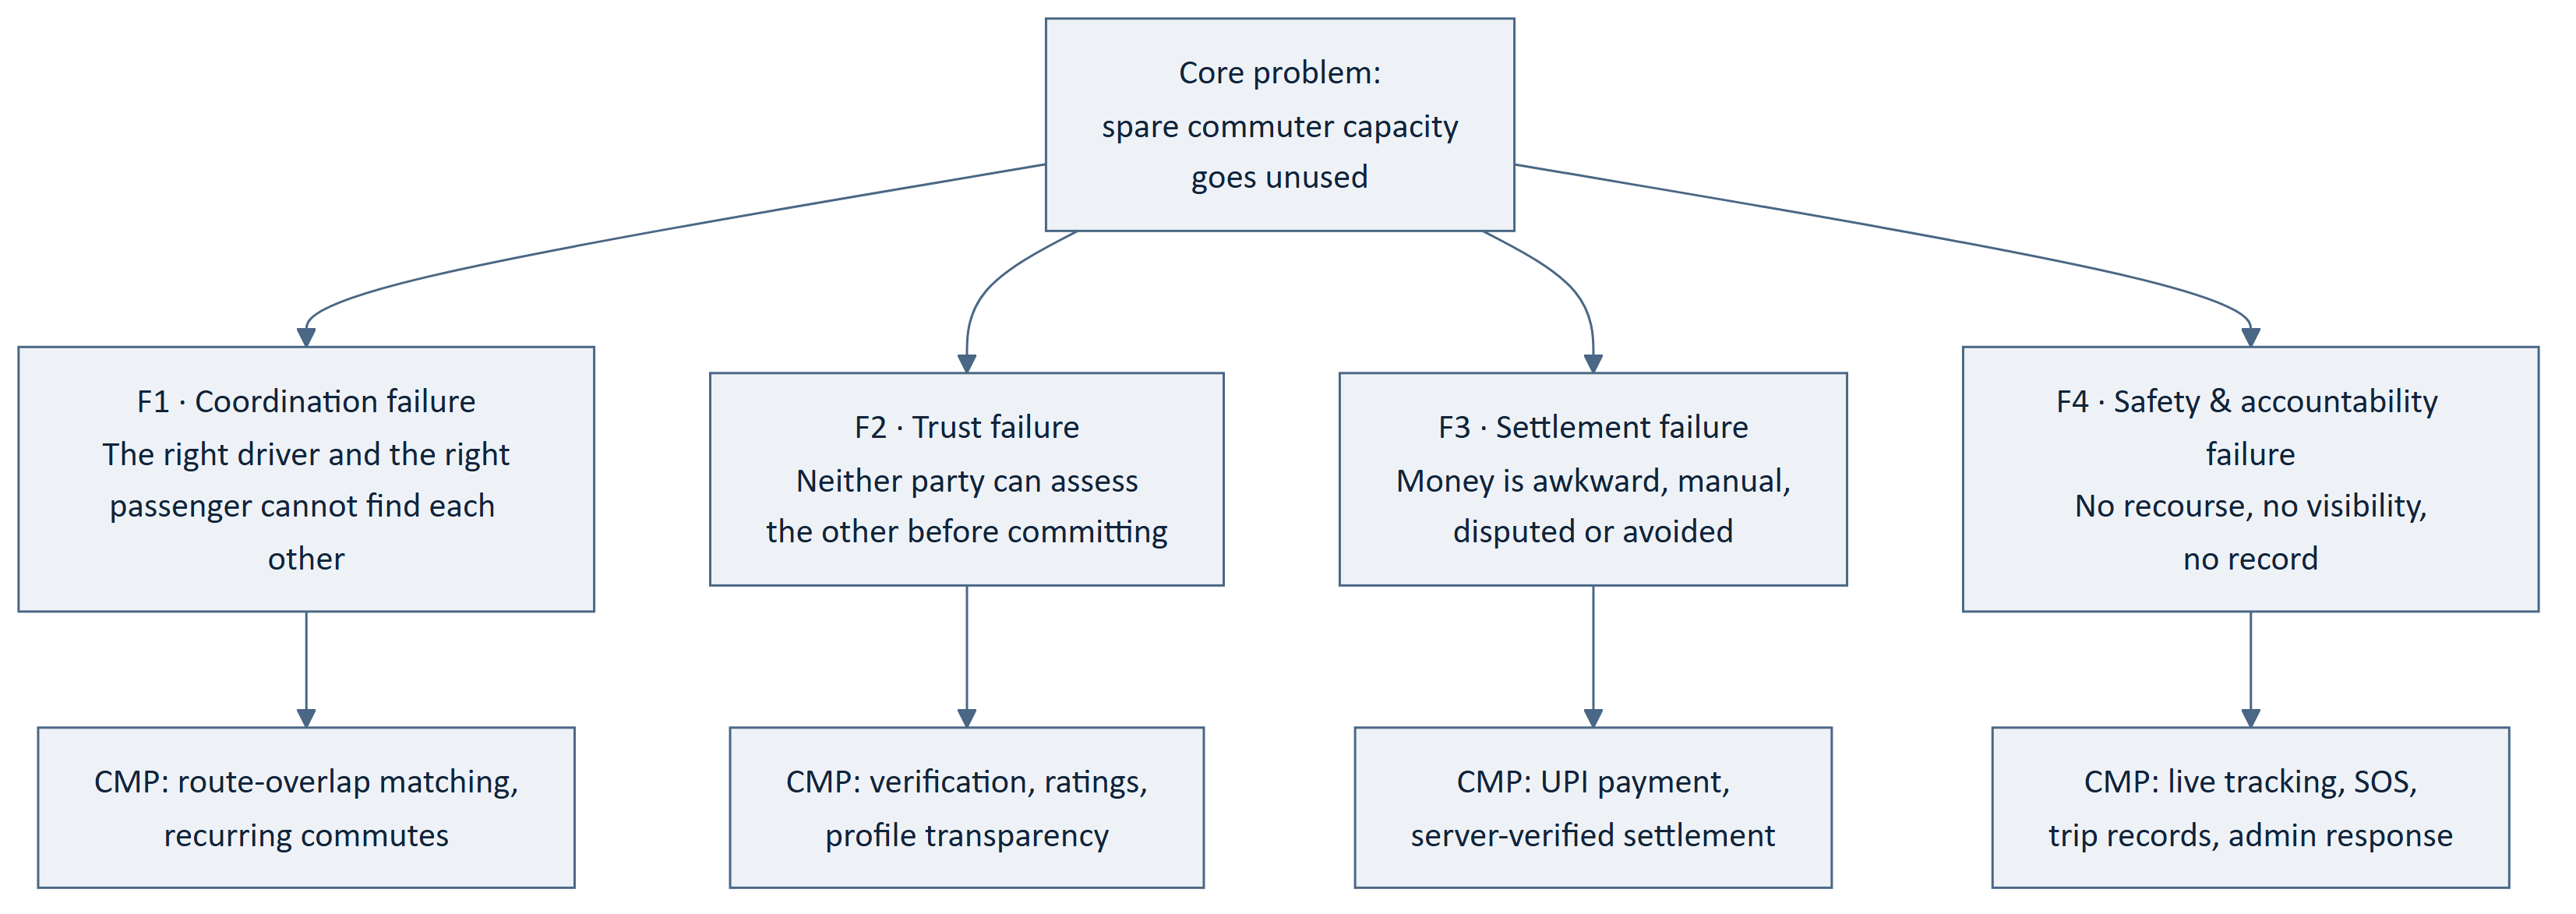 Core problem:
spare commuter capacity
goes unused
F1 · Coordination failure
The right driver and the right
passenger cannot find each
other
F2 · Trust failure
Neither party can assess
the other before committing
F3 · Settlement failure
Money is awkward, manual,
disputed or avoided
F4 · Safety & accountability
failure
No recourse, no visibility,
no record
CMP: route-overlap matching,
recurring commutes
CMP: verification, ratings,
profile transparency
CMP: UPI payment,
server-verified settlement
CMP: live tracking, SOS,
trip records, admin response